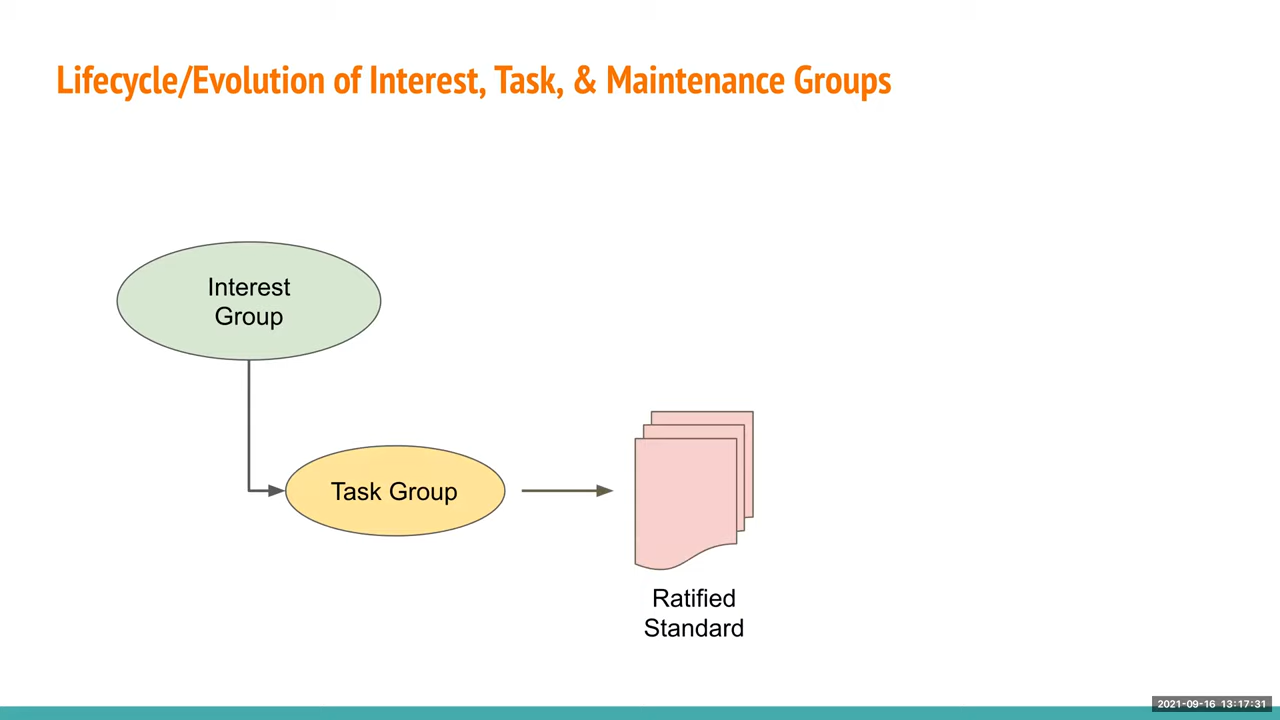 Lifecycle/Evolution of Interest, Task, & Maintenance Groups
Interest
Group
Task Group
Ratified
Standard
2021-09-16 13:17:31